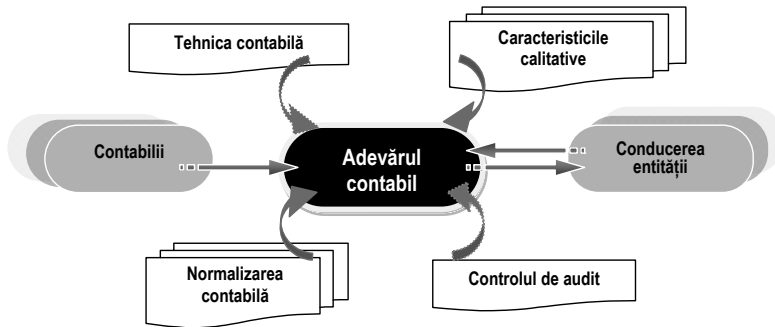 Tehnica contabilă
Caracteristicile
calitative
Contabilii
Adevărul
contabil
Conducerea
entității
Normalizarea
contabilă
Controlul de audit